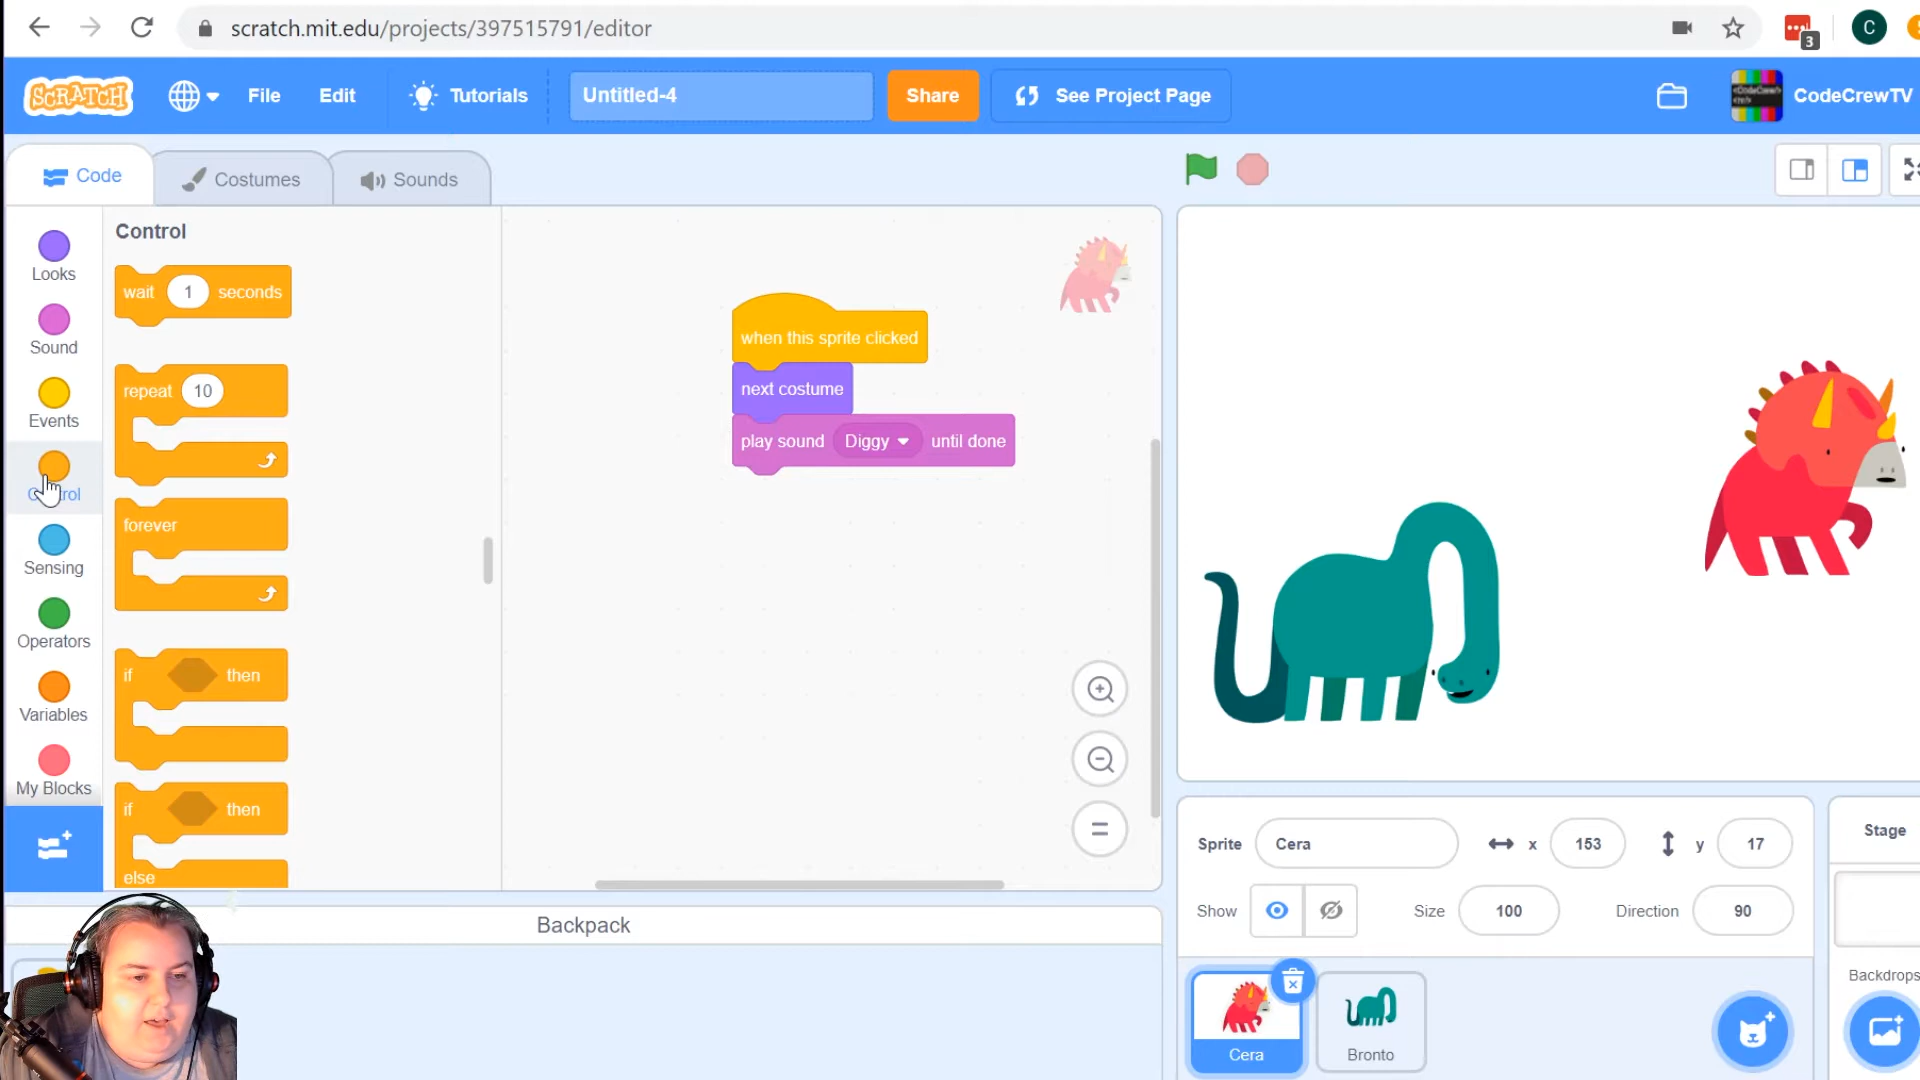 scratch.mit.edu/projects/397515791/editor
3
C
SCRATCH
File
Edit
Tutorials
Untitled-4
Share
See Project Page
CodeCrewTV
Code
Costumes
Sounds
Looks
Sound
Events
Control
Sensing
Operators
Variables
My Blocks
Control
wait 1 seconds
repeat 10
forever
if then
if then
else
when this sprite clicked
next costume
play sound Diggy until done
Backpack
Sprite Cera x 153 y 17
Show Size 100 Direction 90
Cera
Bronto
Stage
Backdrops